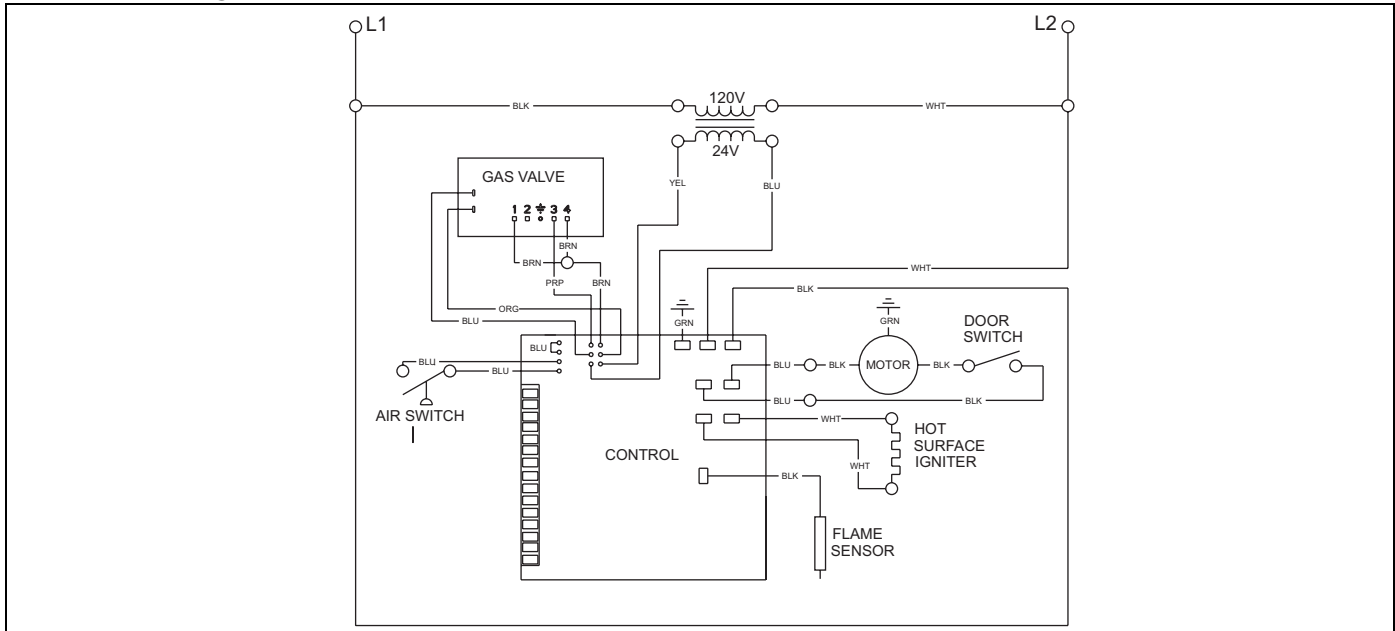 L1
L2
120V
BLK
WHT
24V
YEL
BLU
GAS VALVE
1 2 3 4
BRN
BRN
PRP
BRN
ORG
BLU
WHT
BLK
GRN
GRN
DOOR
SWITCH
BLU
BLU
BLU
AIR SWITCH
BLU
BLK
MOTOR
BLK
BLU
BLK
CONTROL
WHT
WHT
HOT
SURFACE
IGNITER
BLK
FLAME
SENSOR